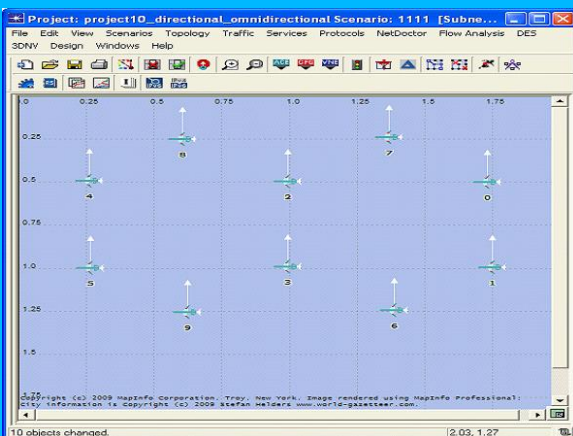 Project: project10_directional_omnidirectional Scenario: 1111 [Subne...
File Edit View Scenarios Topology Traffic Services Protocols NetDoctor Flow Analysis DES
3DNV Design Windows Help
0.0 0.25 0.5 0.75 1.0 1.25 1.5 1.75
0.25
8 7
0.5
4 2 0
0.75
1.0
5 3 1
1.25
9 6
1.5
1.75
Copyright (c) 2009 MapInfo Corporation, Troy, New York. Image rendered using MapInfo Professional;
City information is Copyright (c) 2009 Stefan Helders www.world-gazetteer.com.
10 objects changed. 2.03, 1.27